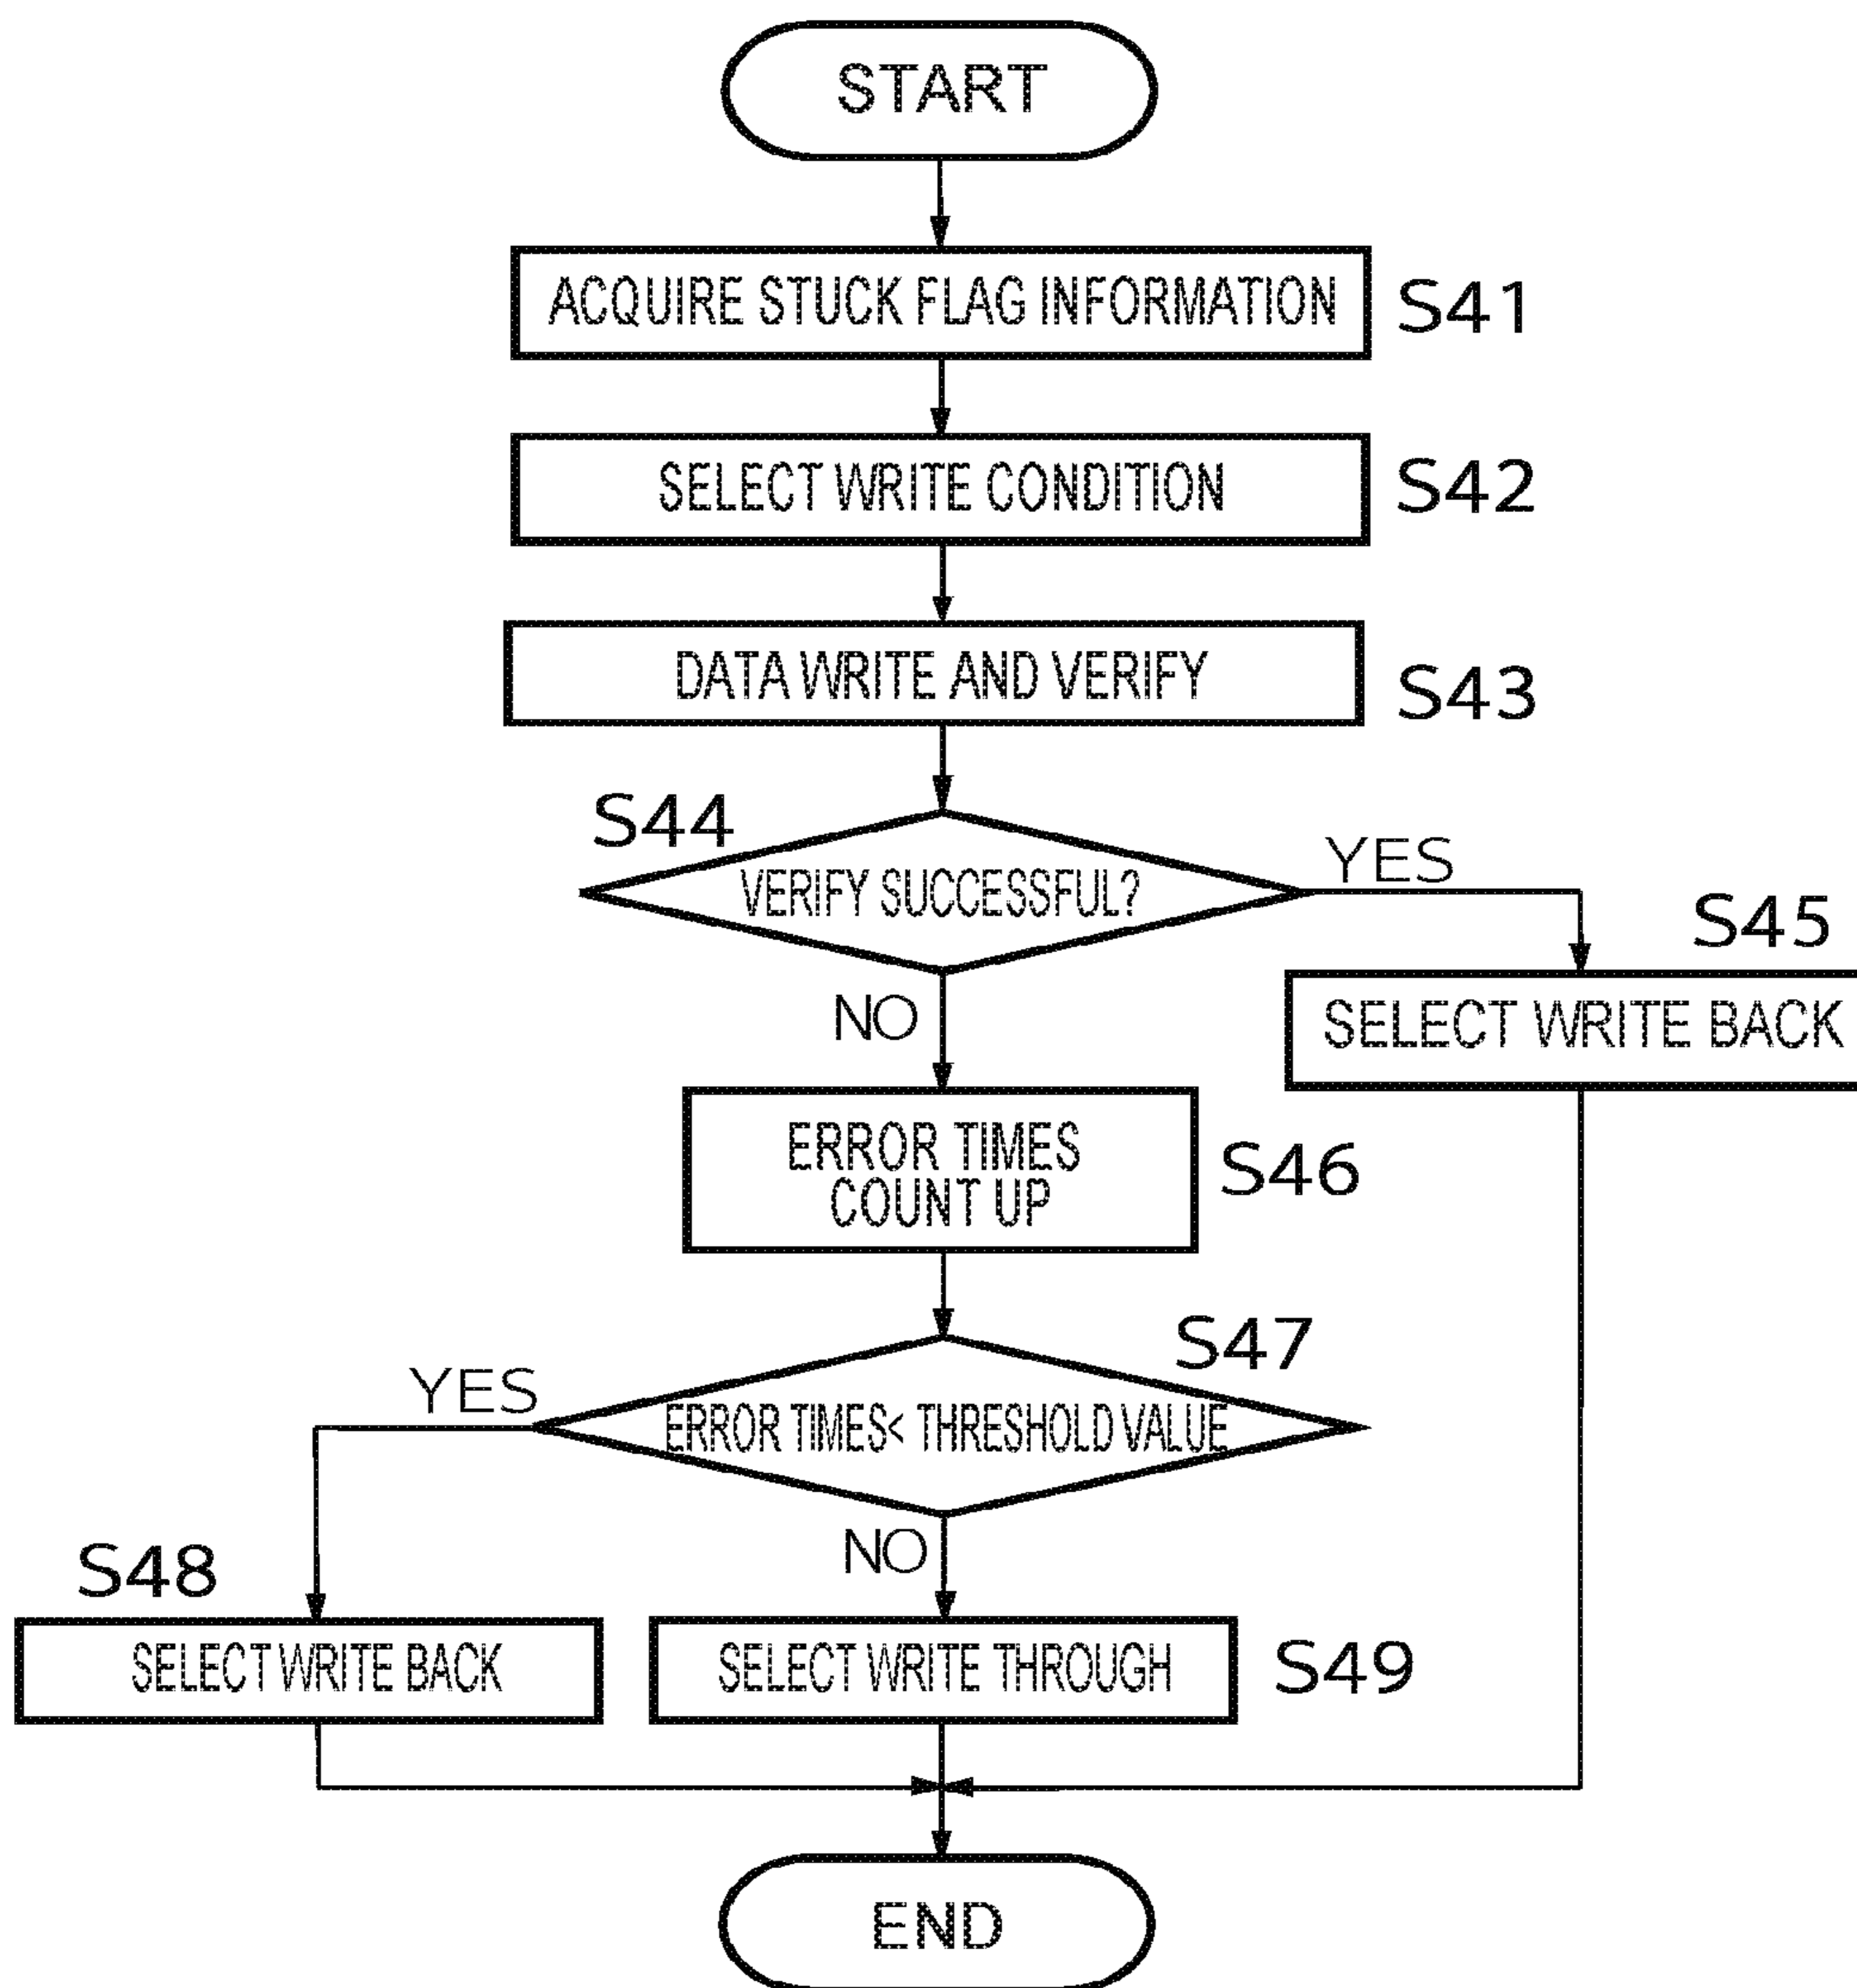 START
ACQUIRE STUCK FLAG INFORMATION
S41
SELECT WRITE CONDITION
S42
DATA WRITE AND VERIFY
S43
S44
VERIFY SUCCESSFUL?
YES
S45
SELECT WRITE BACK
NO
ERROR TIMES
COUNT UP
S46
S47
YES
ERROR TIMES< THRESHOLD VALUE
NO
S48
SELECT WRITE BACK
SELECT WRITE THROUGH
S49
END